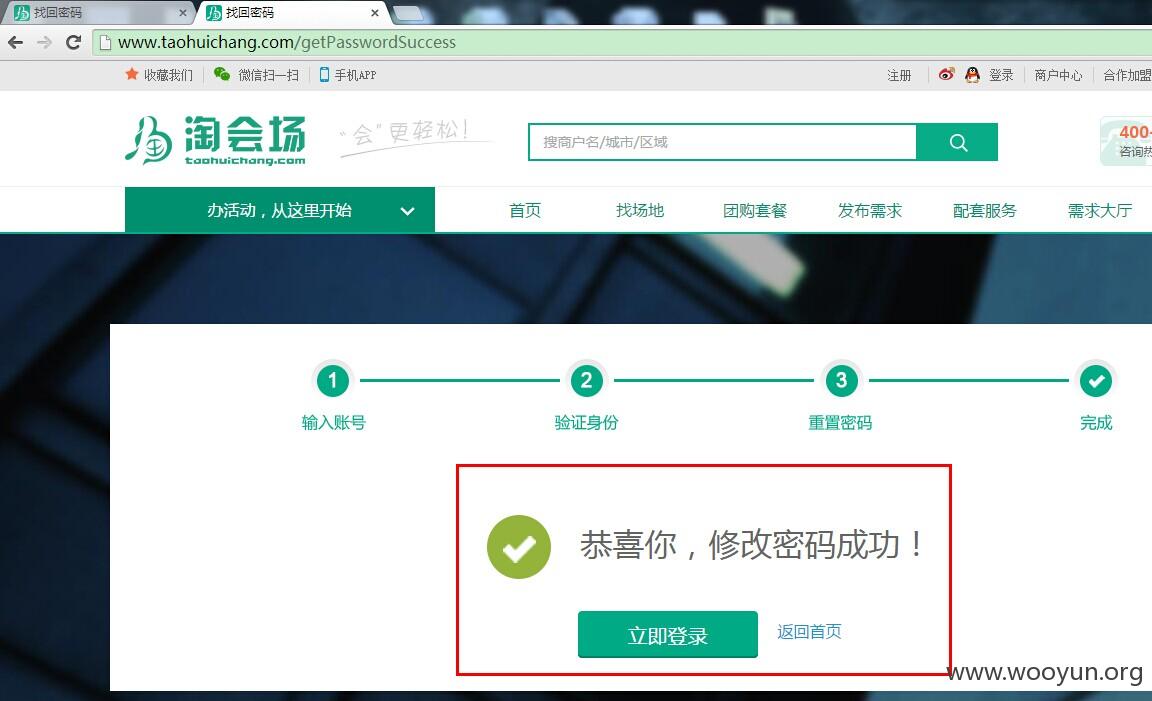 找回密码
找回密码
www.taohuichang.com/getPasswordSuccess
收藏我们 微信扫一扫 手机APP 注册 登录 商户中心 合作加盟
淘会场
taohuichang.com
“会”更轻松!
搜商户名/城市/区域
400-
咨询热
办活动，从这里开始 首页 找场地 团购套餐 发布需求 配套服务 需求大厅
1 2 3
输入账号 验证身份 重置密码 完成
恭喜你，修改密码成功！
立即登录 返回首页
www.wooyun.org